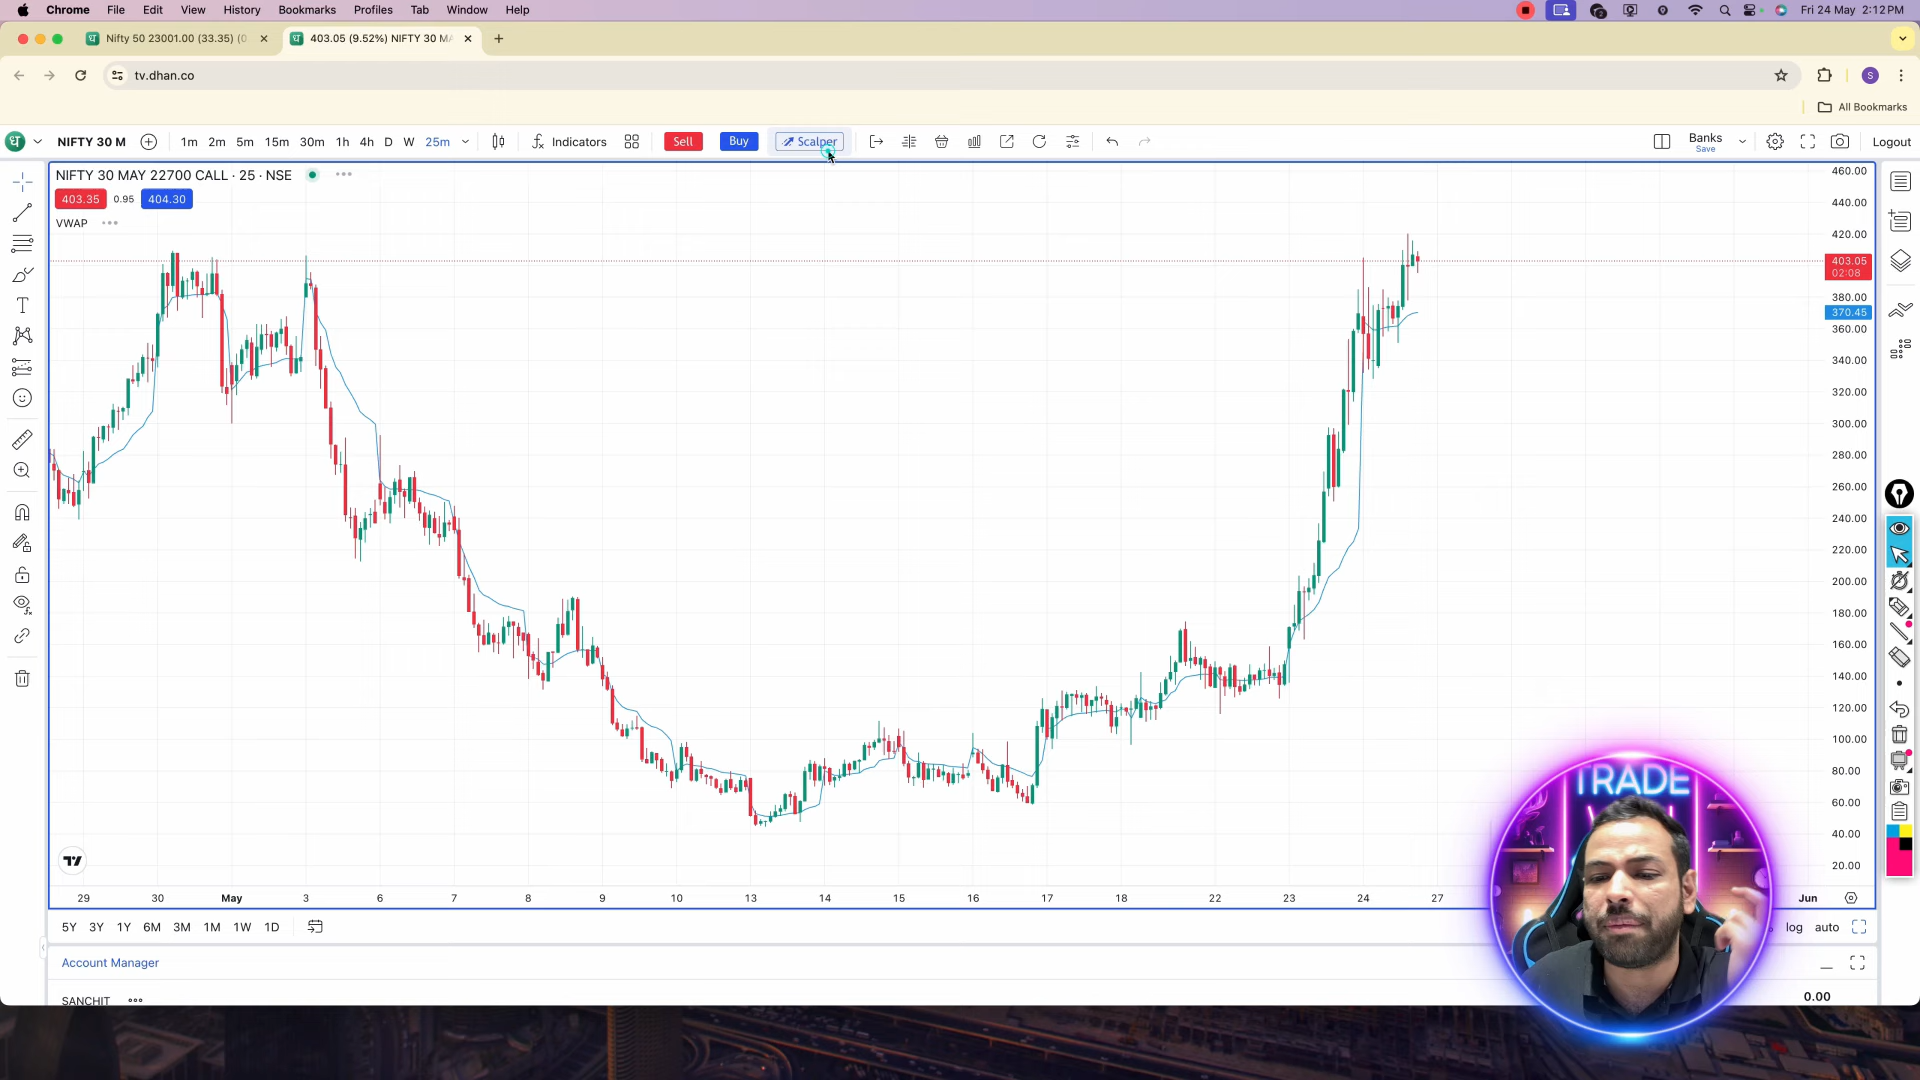 Chrome File Edit View History Bookmarks Profiles Tab Window Help Fri 24 May 2:12 PM
Nifty 50 23001.00 (33.35) (0 403.05 (9.52%) NIFTY 30 MA
tv.dhan.co S
All Bookmarks
NIFTY 30 M 1m 2m 5m 15m 30m 1h 4h D W 25m Indicators Sell Buy Scalper Banks Save Logout
NIFTY 30 MAY 22700 CALL · 25 · NSE
403.35 0.95 404.30
VWAP
460.00
440.00
420.00
403.05
02:08
380.00
370.45
360.00
340.00
320.00
300.00
280.00
260.00
240.00
220.00
200.00
180.00
160.00
140.00
120.00
100.00
80.00
60.00
40.00
20.00
TRADE
29 30 May 3 6 7 8 9 10 13 14 15 16 17 18 22 23 24 27 Jun
5Y 3Y 1Y 6M 3M 1M 1W 1D log auto
Account Manager
SANCHIT 0.00